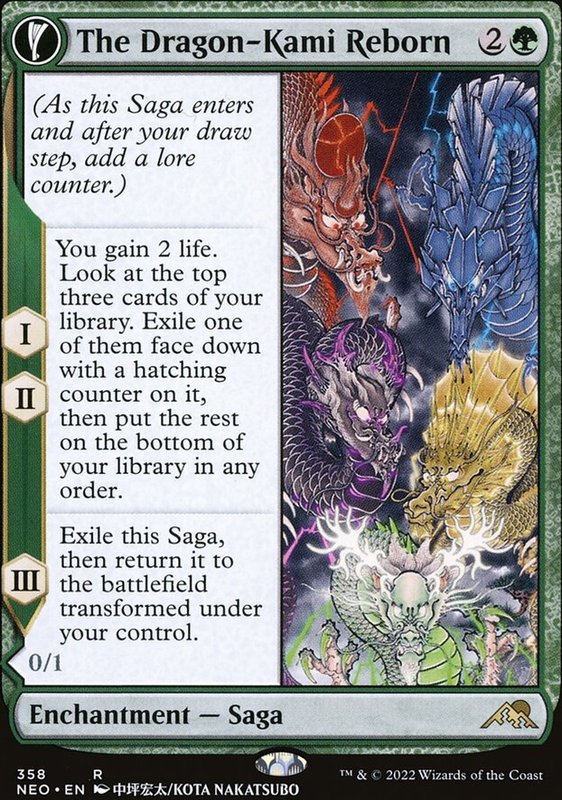 The Dragon-Kami Reborn 2
(As this Saga enters
and after your draw
step, add a lore
counter.)
I
II
You gain 2 life.
Look at the top
three cards of your
library. Exile one
of them face down
with a hatching
counter on it,
then put the rest
on the bottom of
your library in any
order.
III
Exile this Saga,
then return it to
the battlefield
transformed under
your control.
0/1
Enchantment — Saga
358 R
NEO • EN 中坪宏太/KOTA NAKATSUBO
™ & © 2022 Wizards of the Coast